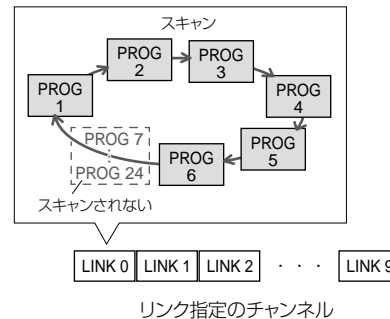 スキャン
PROG 1
PROG 2
PROG 3
PROG 4
PROG 5
PROG 6
PROG 7
PROG 24
スキャンされない
LINK 0 LINK 1 LINK 2 ・・・ LINK 9
リンク指定のチャンネル